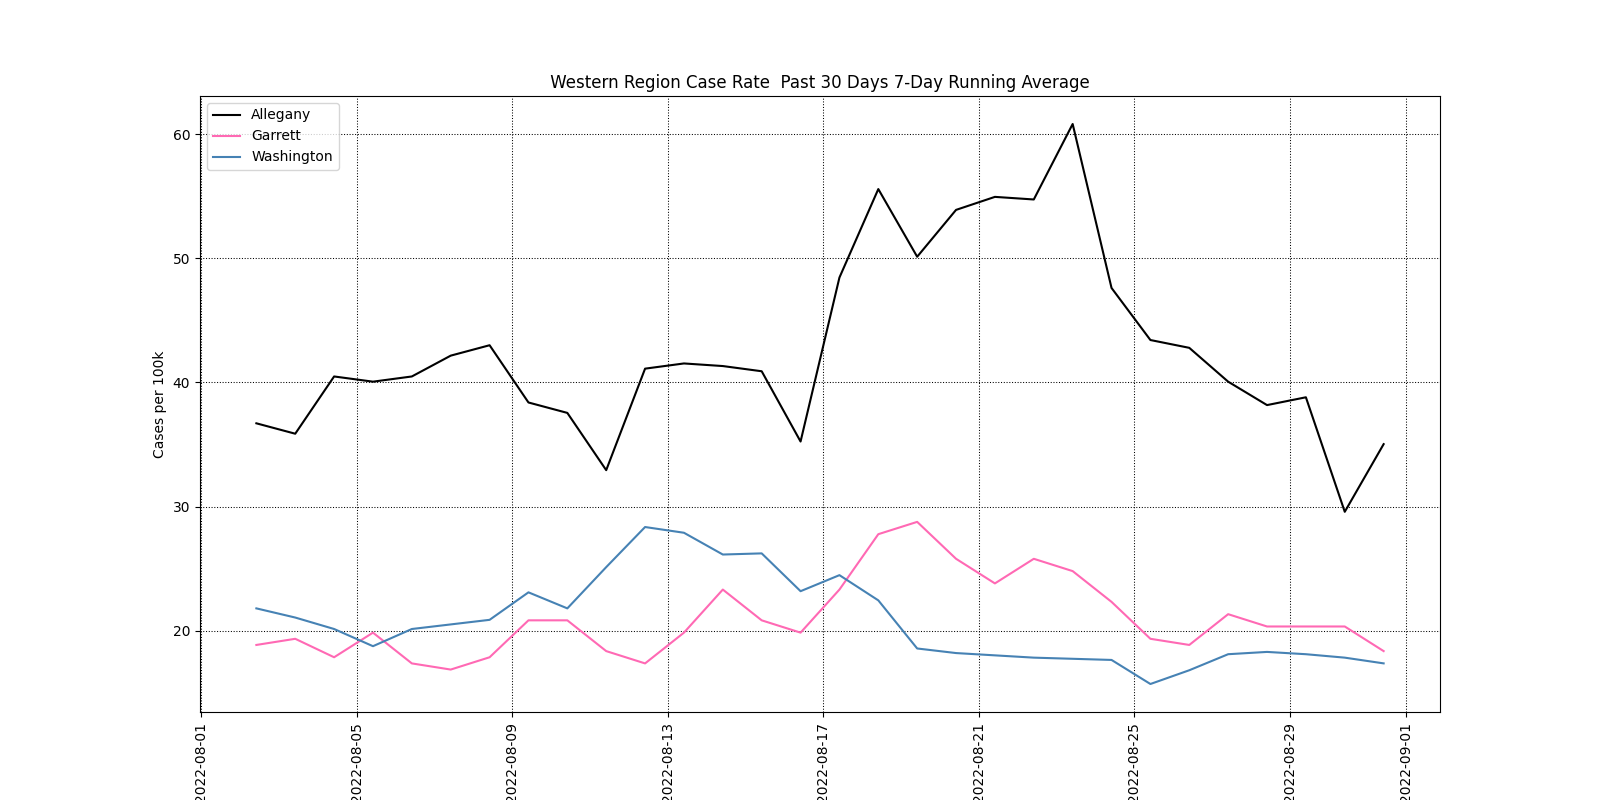 Western Region Case Rate  Past 30 Days 7-Day Running Average
Allegany
Garrett
Washington
60
50
40
30
20
Cases per 100k
2022-08-01
2022-08-05
2022-08-09
2022-08-13
2022-08-17
2022-08-21
2022-08-25
2022-08-29
2022-09-01